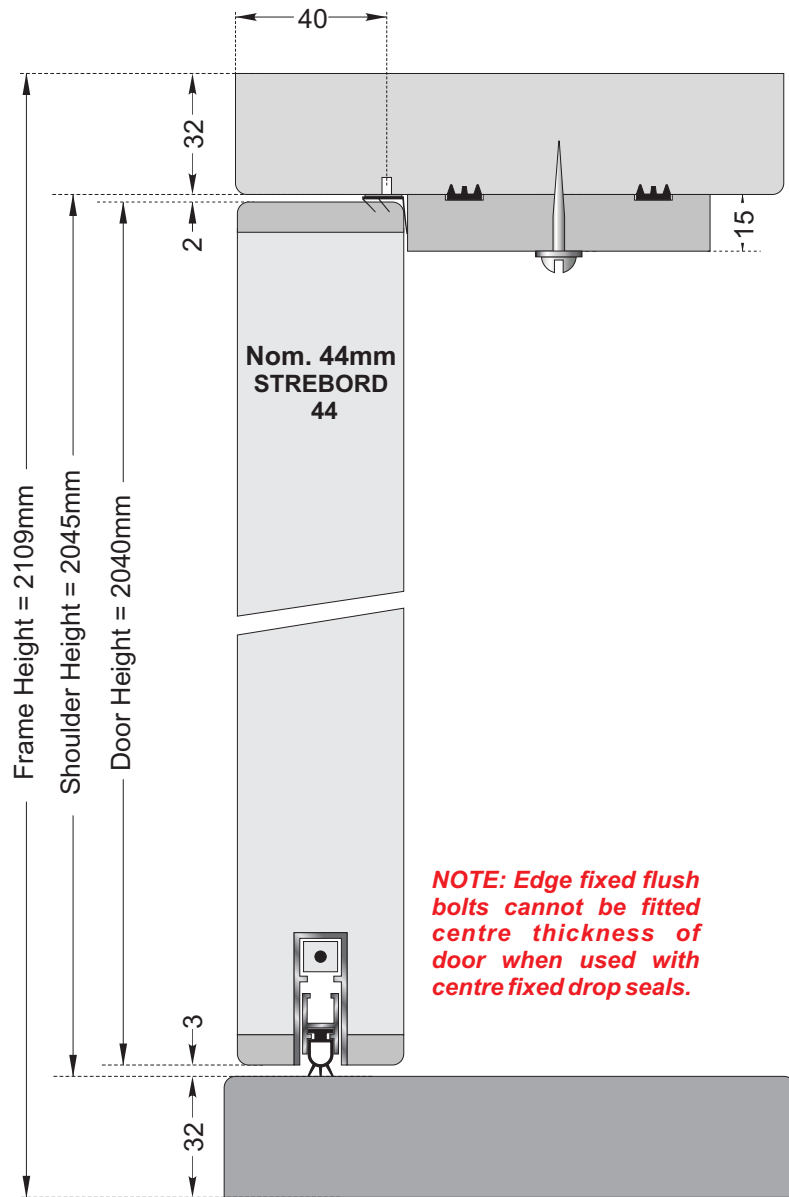 40
32
2
15
Nom. 44mm
STREBORD
44
Frame Height = 2109mm
Shoulder Height = 2045mm
Door Height = 2040mm
NOTE: Edge fixed flush
bolts cannot be fitted
centre thickness of
door when used with
centre fixed drop seals.
3
32